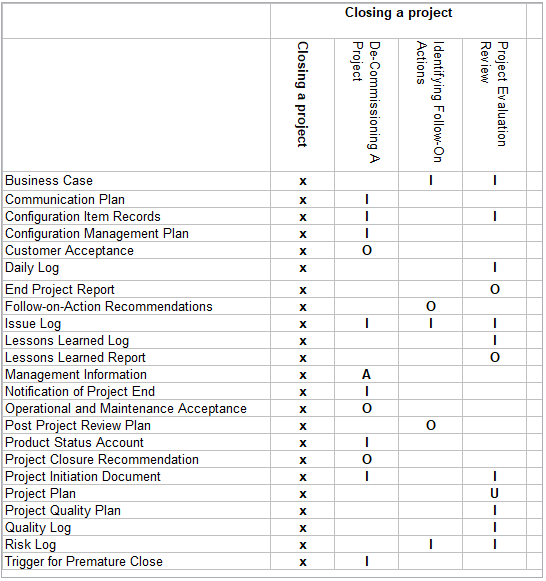 Closing a project
Closing a project
De-Commissioning A
Project
Identifying Follow-On
Actions
Project Evaluation
Review
Business Case x I I
Communication Plan x I
Configuration Item Records x I I
Configuration Management Plan x I
Customer Acceptance x O
Daily Log x I
End Project Report x O
Follow-on-Action Recommendations x O
Issue Log x I I I
Lessons Learned Log x I
Lessons Learned Report x O
Management Information x A
Notification of Project End x I
Operational and Maintenance Acceptance x O
Post Project Review Plan x O
Product Status Account x I
Project Closure Recommendation x O
Project Initiation Document x I I
Project Plan x U
Project Quality Plan x I
Quality Log x I
Risk Log x I I
Trigger for Premature Close x I